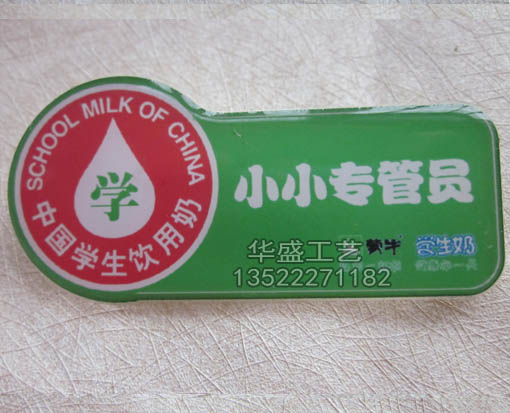 SCHOOL MILK OF CHINA
学
中国学生饮用奶
小小专管员
蒙牛 学生奶
华盛工艺
13522271182